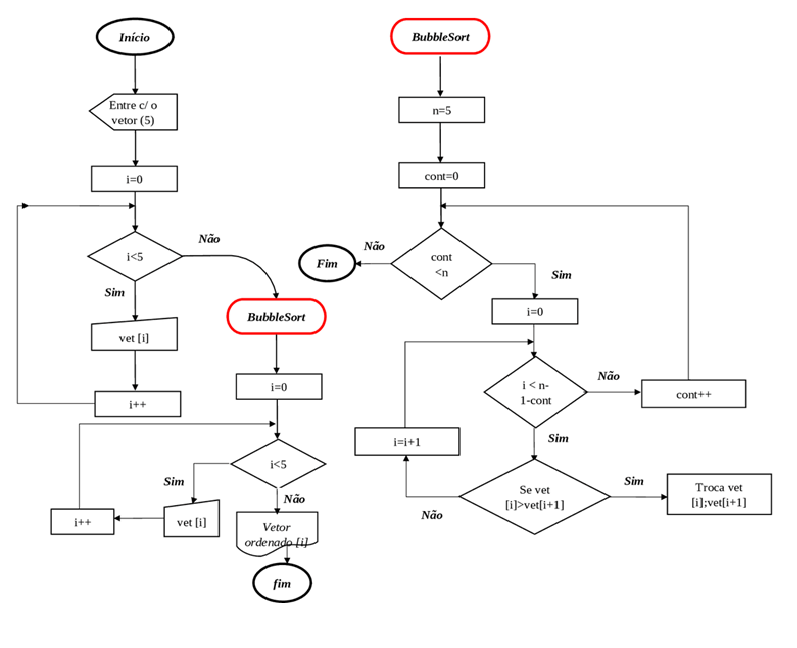 Início
Entre c/ o
vetor (5)
i=0
i<5
Não
Sim
vet [i]
i++
BubbleSort
i=0
i<5
Sim
Não
i++
vet [i]
Vetor
ordenado [i]
fim
BubbleSort
n=5
cont=0
cont
<n
Não
Fim
Sim
i=0
i < n-
1-cont
Não
cont++
Sim
i=i+1
Se vet
[i]>vet[i+1]
Sim
Não
Troca vet
[i];vet[i+1]